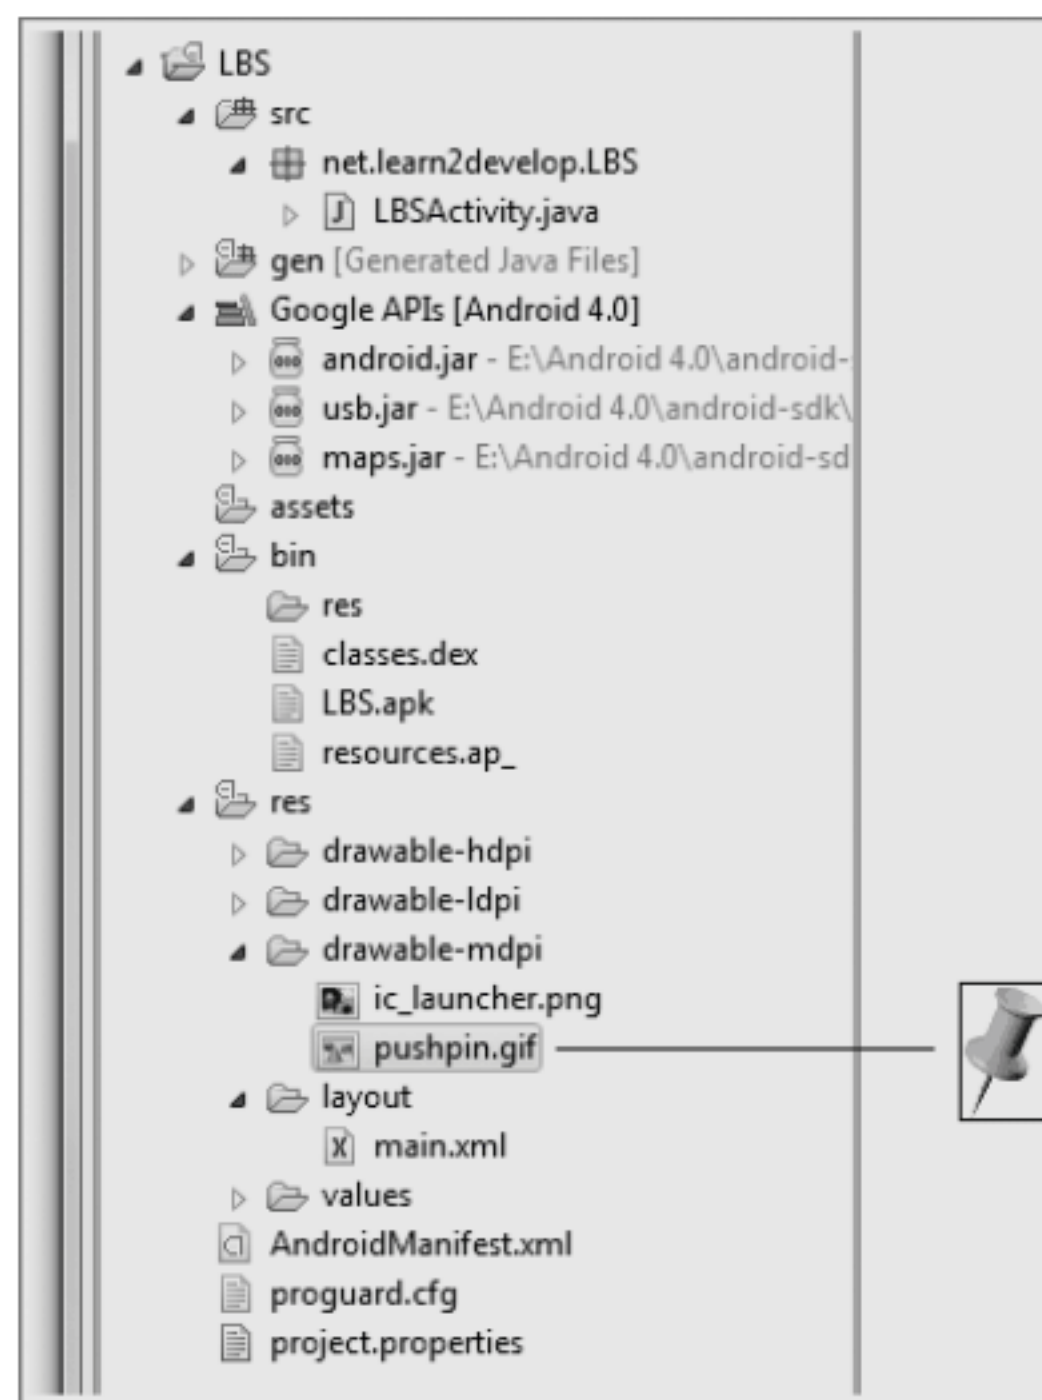 LBS
src
net.learn2develop.LBS
LBSActivity.java
gen [Generated Java Files]
Google APIs [Android 4.0]
android.jar - E:\Android 4.0\android-
usb.jar - E:\Android 4.0\android-sdk\
maps.jar - E:\Android 4.0\android-sd
assets
bin
res
classes.dex
LBS.apk
resources.ap_
res
drawable-hdpi
drawable-ldpi
drawable-mdpi
ic_launcher.png
pushpin.gif
layout
main.xml
values
AndroidManifest.xml
proguard.cfg
project.properties